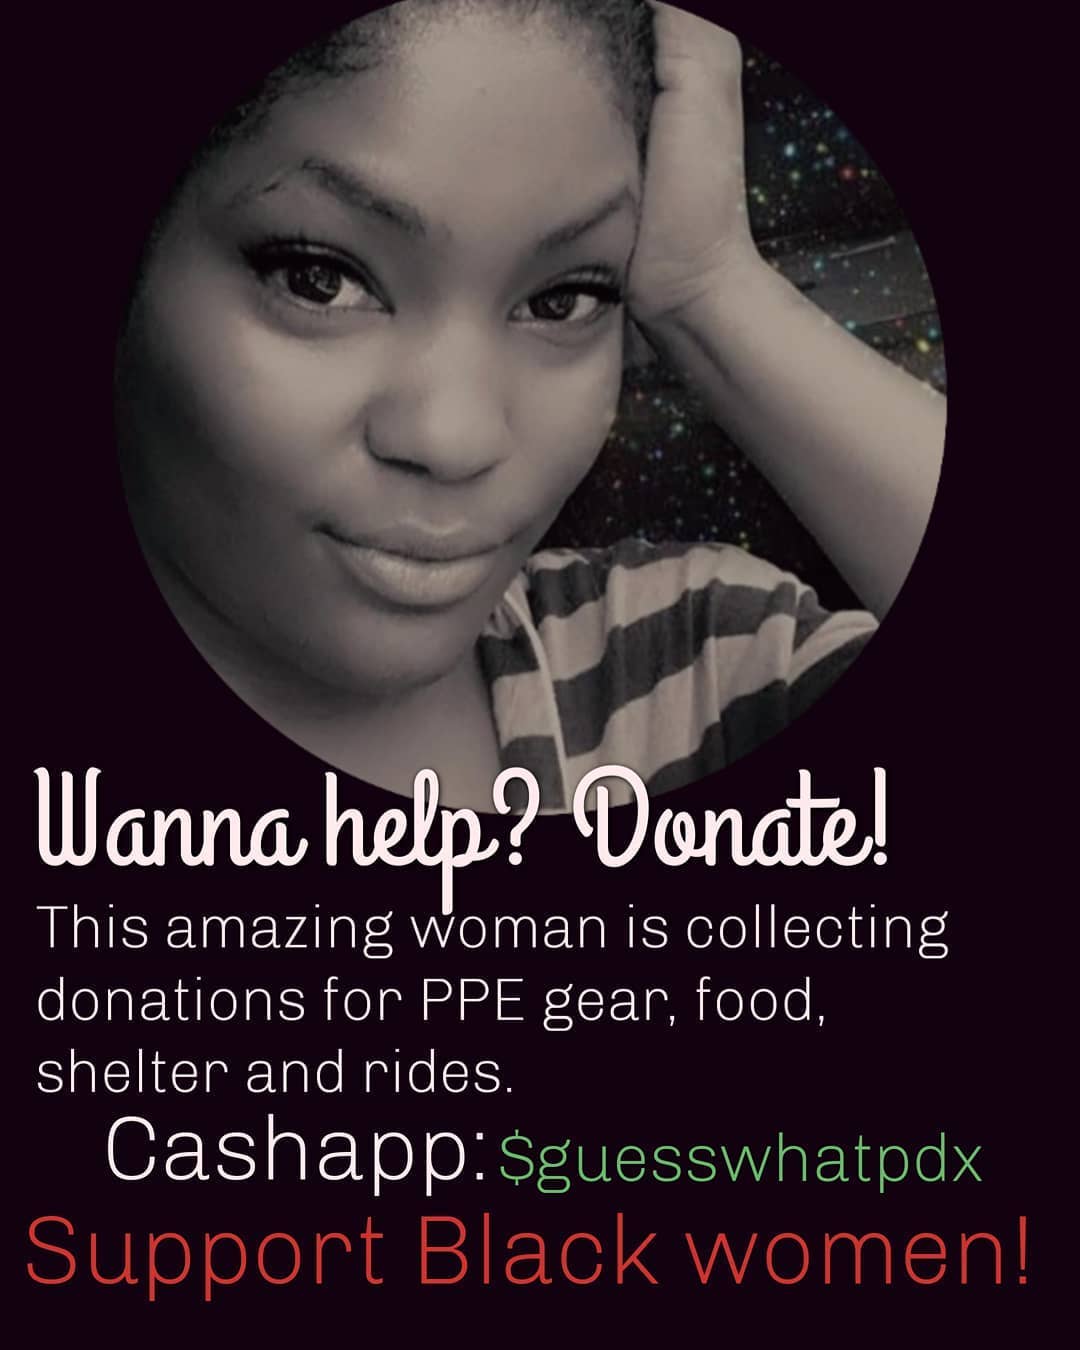 Wanna help? Donate!
This amazing woman is collecting
donations for PPE gear, food,
shelter and rides.
Cashapp: $guesswhatpdx
Support Black women!